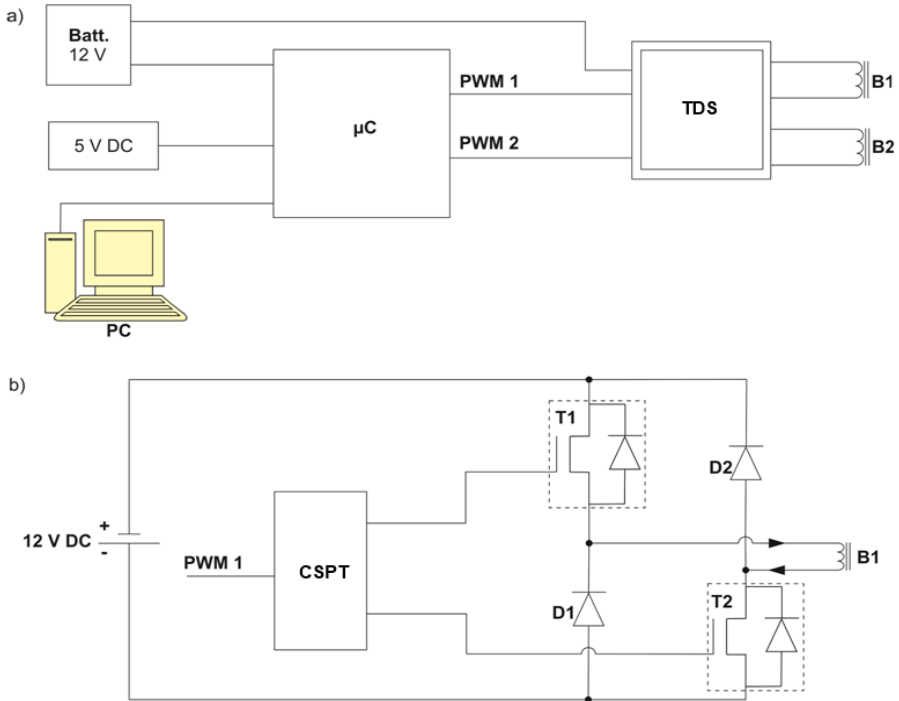 a)
Batt.
12 V
5 V DC
PC
µC
PWM 1
PWM 2
TDS
B1
B2
b)
12 V DC
+
-
PWM 1
CSPT
T1
D1
D2
T2
B1